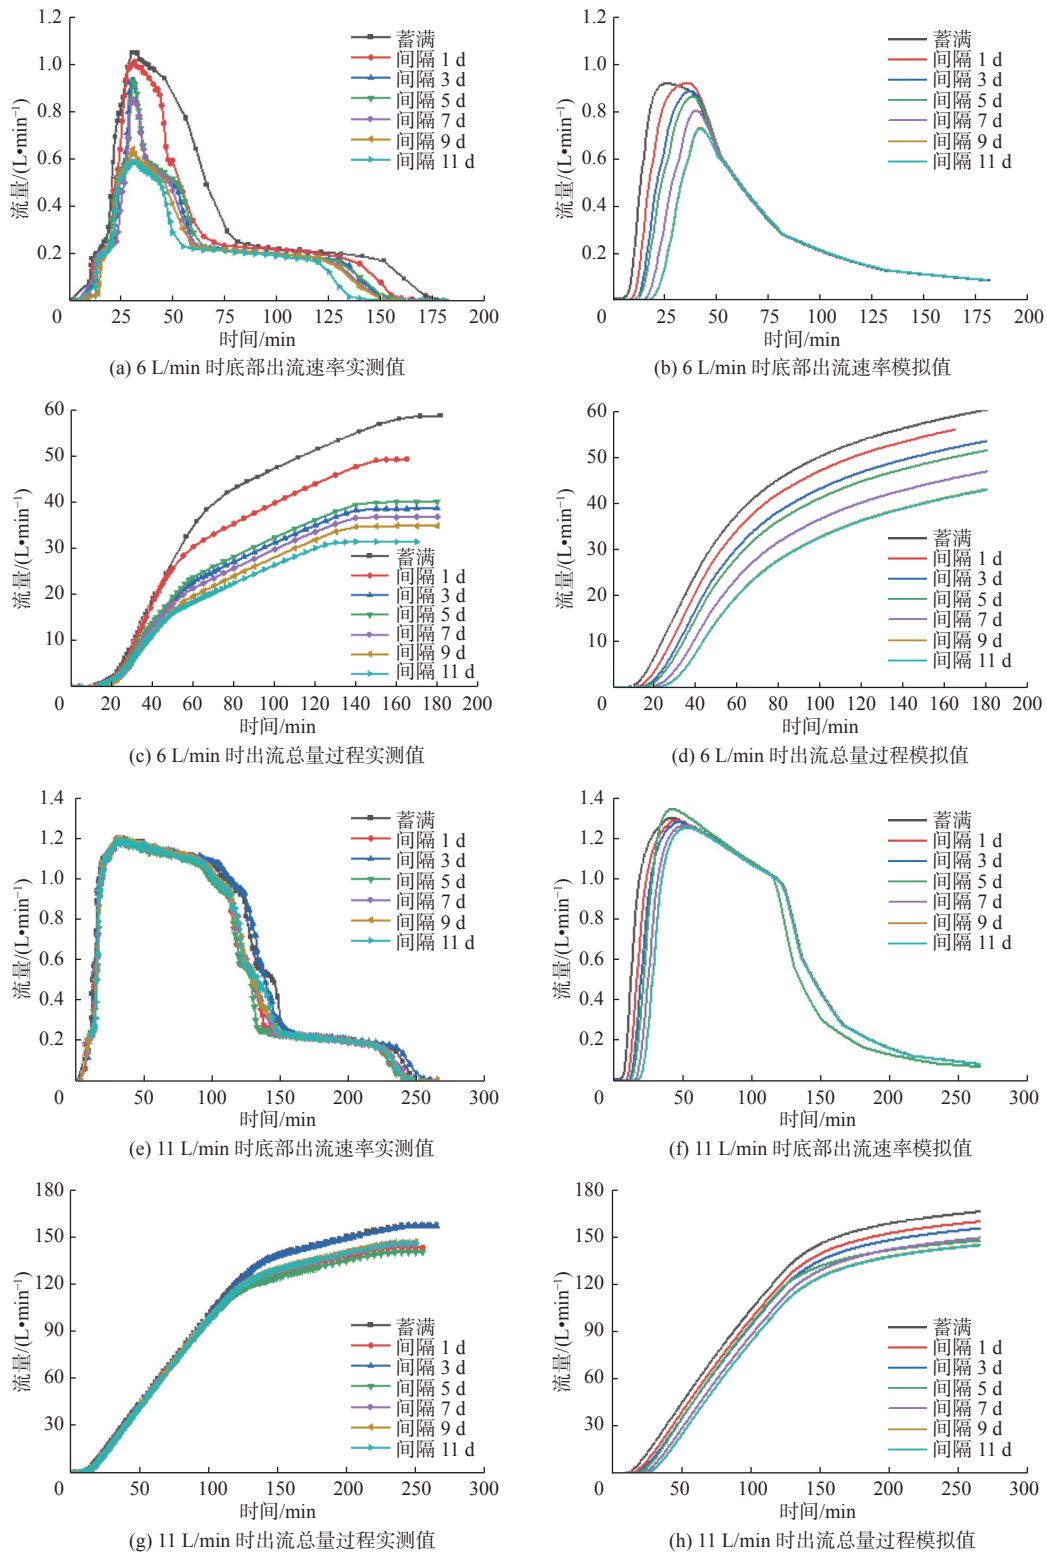 1.2
1.0
0.8
0.6
0.4
0.2
0 25 50 75 100 125 150 175 200
流量/(L•min⁻¹)
时间/min
蓄满
间隔 1 d
间隔 3 d
间隔 5 d
间隔 7 d
间隔 9 d
间隔 11 d
(a) 6 L/min 时底部出流速率实测值
1.2
1.0
0.8
0.6
0.4
0.2
0 25 50 75 100 125 150 175 200
流量/(L•min⁻¹)
时间/min
蓄满
间隔 1 d
间隔 3 d
间隔 5 d
间隔 7 d
间隔 9 d
间隔 11 d
(b) 6 L/min 时底部出流速率模拟值
60
50
40
30
20
10
0 20 40 60 80 100 120 140 160 180 200
流量/(L•min⁻¹)
时间/min
蓄满
间隔 1 d
间隔 3 d
间隔 5 d
间隔 7 d
间隔 9 d
间隔 11 d
(c) 6 L/min 时出流总量过程实测值
60
50
40
30
20
10
0 20 40 60 80 100 120 140 160 180 200
流量/(L•min⁻¹)
时间/min
蓄满
间隔 1 d
间隔 3 d
间隔 5 d
间隔 7 d
间隔 9 d
间隔 11 d
(d) 6 L/min 时出流总量过程模拟值
1.4
1.2
1.0
0.8
0.6
0.4
0.2
0 50 100 150 200 250 300
流量/(L•min⁻¹)
时间/min
蓄满
间隔 1 d
间隔 3 d
间隔 5 d
间隔 7 d
间隔 9 d
间隔 11 d
(e) 11 L/min 时底部出流速率实测值
1.4
1.2
1.0
0.8
0.6
0.4
0.2
0 50 100 150 200 250 300
流量/(L•min⁻¹)
时间/min
蓄满
间隔 1 d
间隔 3 d
间隔 5 d
间隔 7 d
间隔 9 d
间隔 11 d
(f) 11 L/min 时底部出流速率模拟值
180
150
120
90
60
30
0 50 100 150 200 250 300
流量/(L•min⁻¹)
时间/min
蓄满
间隔 1 d
间隔 3 d
间隔 5 d
间隔 7 d
间隔 9 d
间隔 11 d
(g) 11 L/min 时出流总量过程实测值
180
150
120
90
60
30
0 50 100 150 200 250 300
流量/(L•min⁻¹)
时间/min
蓄满
间隔 1 d
间隔 3 d
间隔 5 d
间隔 7 d
间隔 9 d
间隔 11 d
(h) 11 L/min 时出流总量过程模拟值